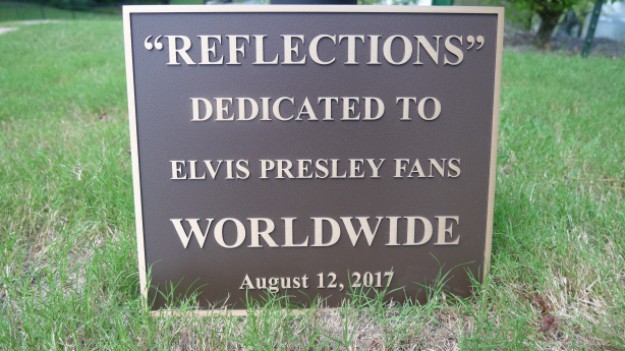 “REFLECTIONS”
DEDICATED TO
ELVIS PRESLEY FANS
WORLDWIDE
August 12, 2017